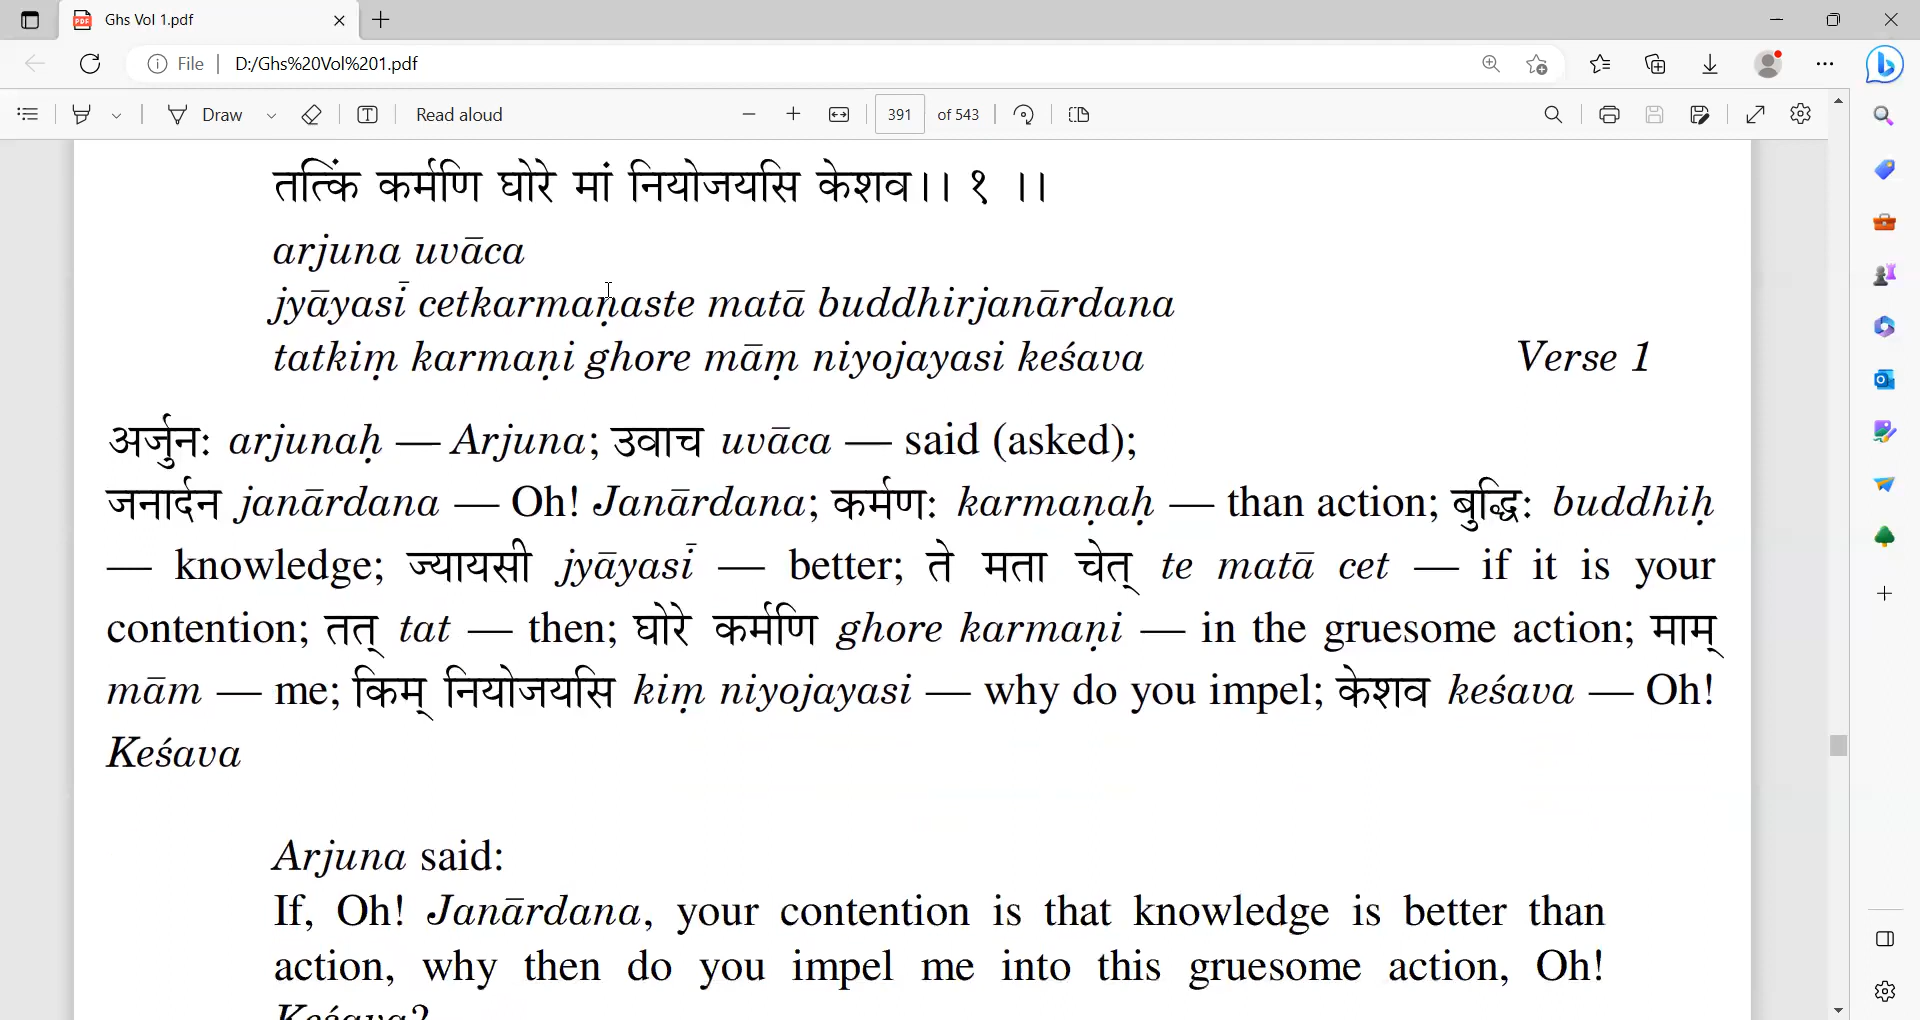 Ghs Vol 1.pdf
File | D:/Ghs%20Vol%201.pdf
Draw Read aloud 391 of 543
तत्किं कर्मणि घोरे मां नियोजयसि केशव।। १ ।।
arjuna uvāca
jyāyasī cetkarmaṇaste matā buddhirjanārdana
tatkiṃ karmaṇi ghore māṃ niyojayasi keśava Verse 1
अर्जुनः arjunaḥ — Arjuna; उवाच uvāca — said (asked);
जनार्दन janārdana — Oh! Janārdana; कर्मणः karmaṇaḥ — than action; बुद्धिः buddhiḥ
— knowledge; ज्यायसी jyāyasī — better; ते मता चेत् te matā cet — if it is your
contention; तत् tat — then; घोरे कर्मणि ghore karmaṇi — in the gruesome action; माम्
mām — me; किम् नियोजयसि kiṃ niyojayasi — why do you impel; केशव keśava — Oh!
Keśava
Arjuna said:
If, Oh! Janārdana, your contention is that knowledge is better than
action, why then do you impel me into this gruesome action, Oh!
Keśava?